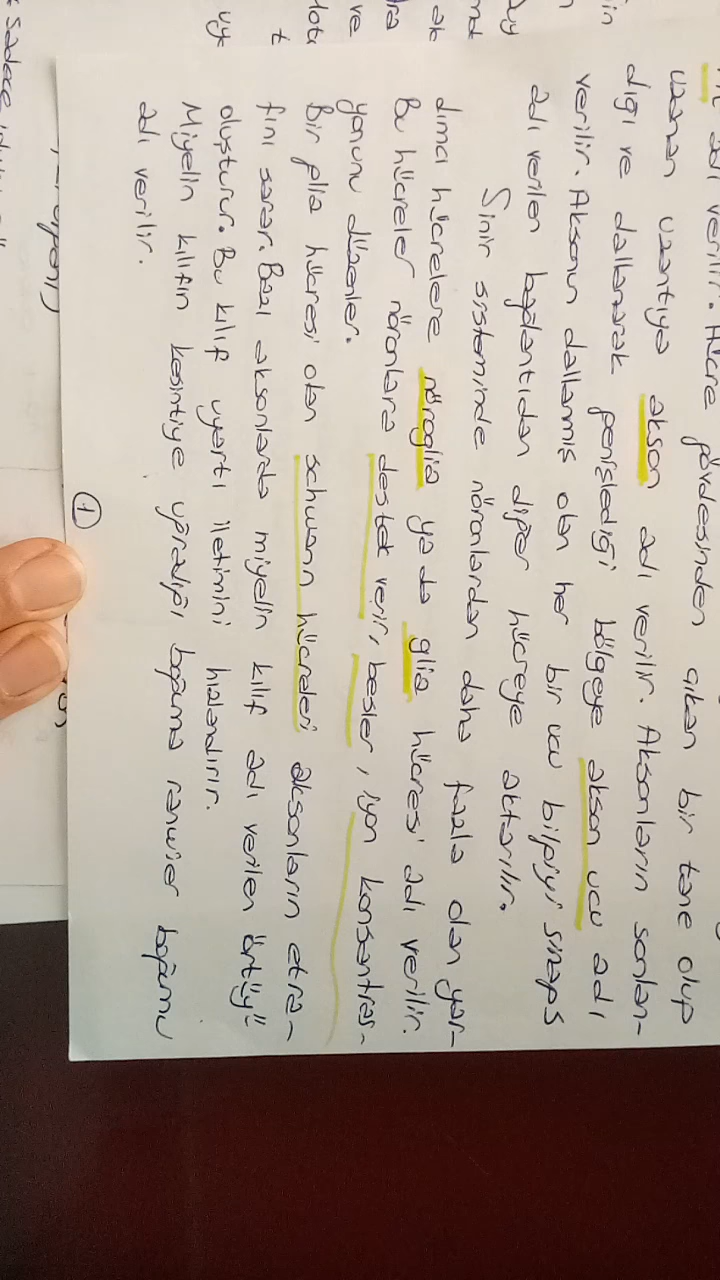 adı verilir. Hücre gövdesinden çıkan bir tane olup
uzanan uzantıya akson adı verilir. Aksonların sonlan-
dığı ve dallanarak genişlediği bölgeye akson ucu adı
verilir. Aksonun dallanmış olan her bir ucu bilgiyi sinaps
adı verilen bağlantıdan diğer hücreye aktarılır.
Sinir sisteminde nöronlardan daha fazla olan yar-
dımcı hücrelere nöroglia ya da glia hücresi adı verilir.
Bu hücreler nöronlara destek verir, besler, iyon konsantras-
yonunu düzenler.
Bir glia hücresi olan schwann hücreleri aksonların etra-
fını sarar. Bazı aksonlarda miyelin kılıf adı verilen örtüyü
oluşturur. Bu kılıf uyartı iletimini hızlandırır.
Miyelin kılıfın kesintiye uğradığı boğuma ranvier boğumu
adı verilir.
1